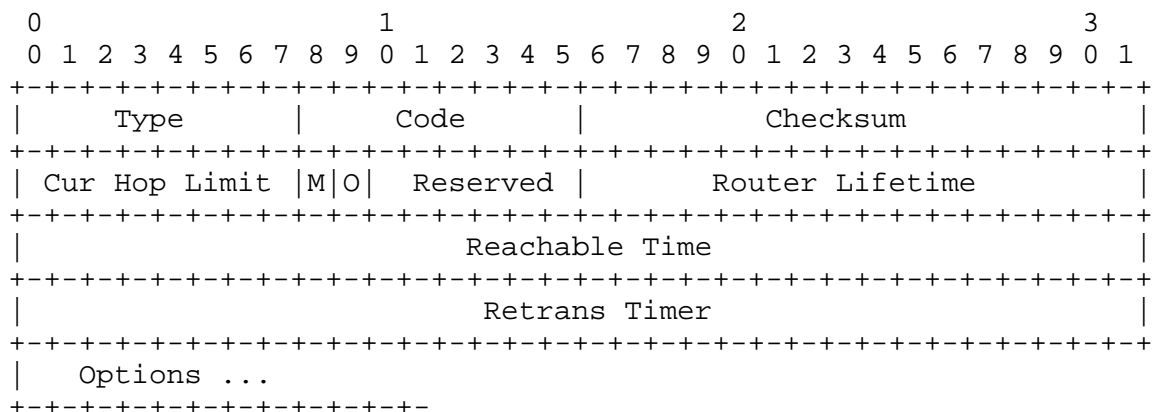 0                   1                   2                   3
 0 1 2 3 4 5 6 7 8 9 0 1 2 3 4 5 6 7 8 9 0 1 2 3 4 5 6 7 8 9 0 1
+-+-+-+-+-+-+-+-+-+-+-+-+-+-+-+-+-+-+-+-+-+-+-+-+-+-+-+-+-+-+-+-+
|     Type      |     Code      |          Checksum             |
+-+-+-+-+-+-+-+-+-+-+-+-+-+-+-+-+-+-+-+-+-+-+-+-+-+-+-+-+-+-+-+-+
| Cur Hop Limit |M|O|  Reserved |       Router Lifetime         |
+-+-+-+-+-+-+-+-+-+-+-+-+-+-+-+-+-+-+-+-+-+-+-+-+-+-+-+-+-+-+-+-+
|                         Reachable Time                        |
+-+-+-+-+-+-+-+-+-+-+-+-+-+-+-+-+-+-+-+-+-+-+-+-+-+-+-+-+-+-+-+-+
|                          Retrans Timer                        |
+-+-+-+-+-+-+-+-+-+-+-+-+-+-+-+-+-+-+-+-+-+-+-+-+-+-+-+-+-+-+-+-+
|   Options ...
+-+-+-+-+-+-+-+-+-+-+-+-